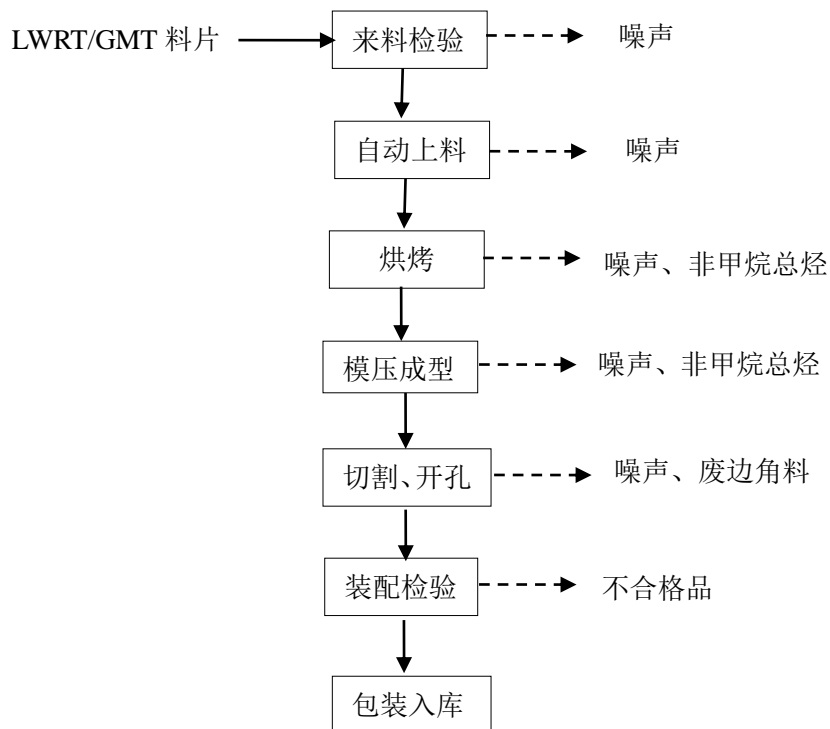 LWRT/GMT 料片
来料检验
噪声
自动上料
噪声
烘烤
噪声、非甲烷总烃
模压成型
噪声、非甲烷总烃
切割、开孔
噪声、废边角料
装配检验
不合格品
包装入库